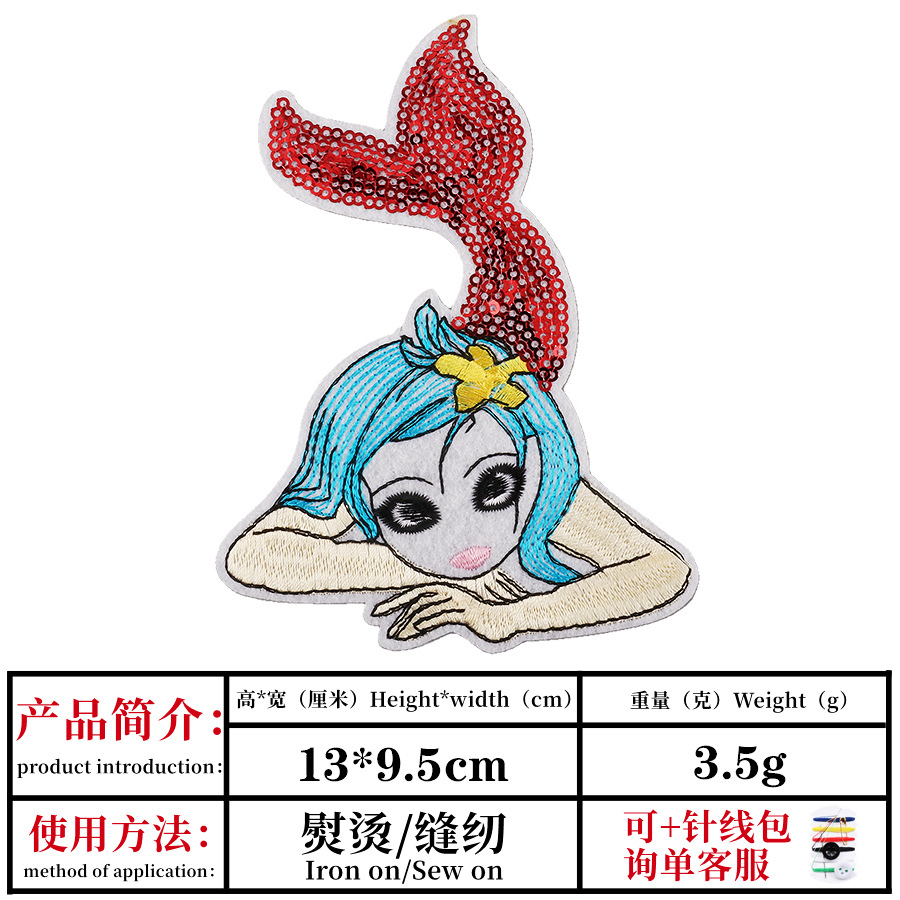 产品简介：
product introduction:
高*宽（厘米）Height*width（cm）
重量（克）Weight（g）
13*9.5cm
3.5g
使用方法：
method of application:
熨烫/缝纫
Iron on/Sew on
可+针线包
询单客服